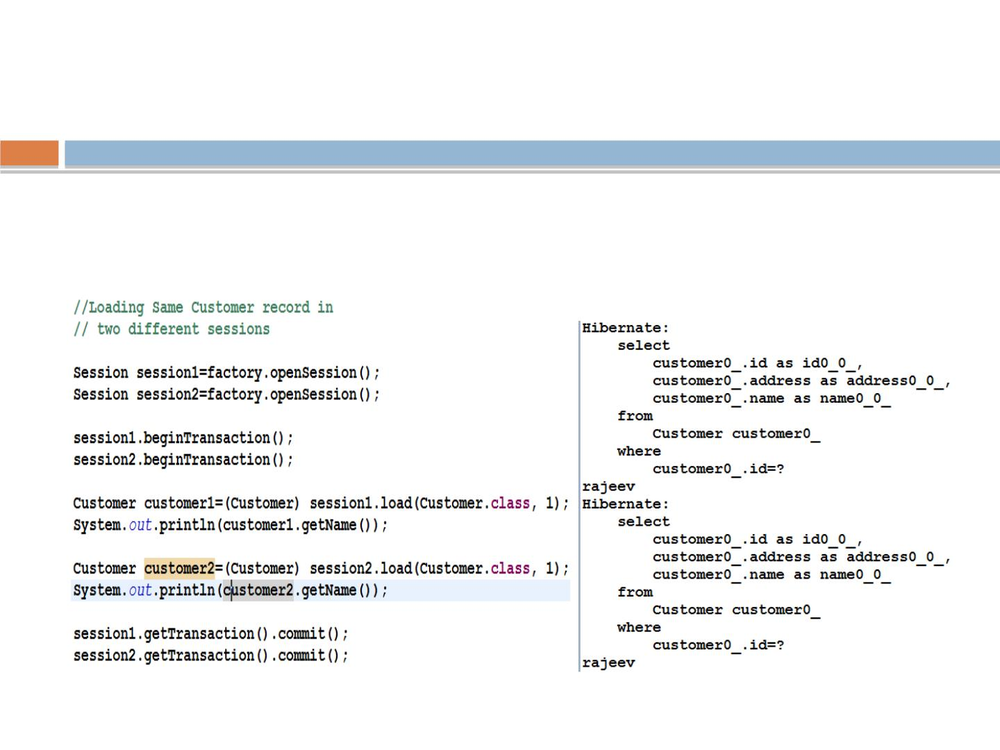 //Loading Same Customer record in
// two different sessions
Session session1=factory.openSession();
Session session2=factory.openSession();
session1.beginTransaction();
session2.beginTransaction();
Customer customer1=(Customer) session1.load(Customer.class, 1);
System.out.println(customer1.getName());
Customer customer2=(Customer) session2.load(Customer.class, 1);
System.out.println(customer2.getName());
session1.getTransaction().commit();
session2.getTransaction().commit();
Hibernate:
    select
        customer0_.id as id0_0_,
        customer0_.address as address0_0_,
        customer0_.name as name0_0_
    from
        Customer customer0_
    where
        customer0_.id=?
rajeev
Hibernate:
    select
        customer0_.id as id0_0_,
        customer0_.address as address0_0_,
        customer0_.name as name0_0_
    from
        Customer customer0_
    where
        customer0_.id=?
rajeev